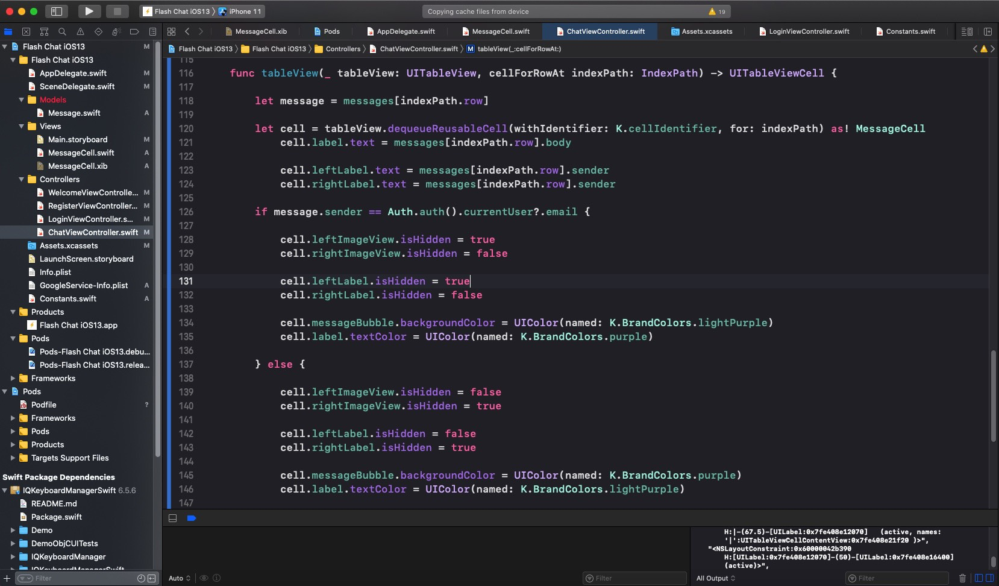 Flash Chat iOS13 〉 iPhone 11
Copying cache files from device
19
MessageCell.xib
Pods
AppDelegate.swift
MessageCell.swift
ChatViewController.swift
Assets.xcassets
LoginViewController.swift
Constants.swift
Flash Chat iOS13 〉 Flash Chat iOS13 〉 Controllers 〉 ChatViewController.swift 〉 M tableView(_:cellForRowAt:)
Flash Chat iOS13 M
Flash Chat iOS13
AppDelegate.swift M
SceneDelegate.swift M
Models
Message.swift A
Views
Main.storyboard M
MessageCell.swift A
MessageCell.xib A
Controllers
WelcomeViewControlle... M
RegisterViewController... M
LoginViewController.s... M
ChatViewController.swift M
Assets.xcassets M
LaunchScreen.storyboard
Info.plist
GoogleService-Info.plist A
Constants.swift A
Products
Flash Chat iOS13.app
Pods
Pods-Flash Chat iOS13.debu...
Pods-Flash Chat iOS13.relea...
Frameworks
Pods
Podfile ?
Frameworks
Pods
Products
Targets Support Files
Swift Package Dependencies
IQKeyboardManagerSwift 6.5.6
README.md
Package.swift
Demo
DemoObjCUITests
IQKeyboardManager
IQKeyboardManagerSwift
Filter
115
116 func tableView(_ tableView: UITableView, cellForRowAt indexPath: IndexPath) -> UITableViewCell {
117
118 let message = messages[indexPath.row]
119
120 let cell = tableView.dequeueReusableCell(withIdentifier: K.cellIdentifier, for: indexPath) as! MessageCell
121 cell.label.text = messages[indexPath.row].body
122
123 cell.leftLabel.text = messages[indexPath.row].sender
124 cell.rightLabel.text = messages[indexPath.row].sender
125
126 if message.sender == Auth.auth().currentUser?.email {
127
128 cell.leftImageView.isHidden = true
129 cell.rightImageView.isHidden = false
130
131 cell.leftLabel.isHidden = true
132 cell.rightLabel.isHidden = false
133
134 cell.messageBubble.backgroundColor = UIColor(named: K.BrandColors.lightPurple)
135 cell.label.textColor = UIColor(named: K.BrandColors.purple)
136
137 } else {
138
139 cell.leftImageView.isHidden = false
140 cell.rightImageView.isHidden = true
141
142 cell.leftLabel.isHidden = false
143 cell.rightLabel.isHidden = true
144
145 cell.messageBubble.backgroundColor = UIColor(named: K.BrandColors.purple)
146 cell.label.textColor = UIColor(named: K.BrandColors.lightPurple)
147
H:|-(67.5)-[UILabel:0x7fe408e12070] (active, names:
'|':UITableViewCellContentView:0x7fe408e21f20 )>",
"<NSLayoutConstraint:0x60000042b390
H:[UILabel:0x7fe408e12070]-(50)-[UILabel:0x7fe408e16400]
(active)>",
Auto
Filter
All Output
Filter